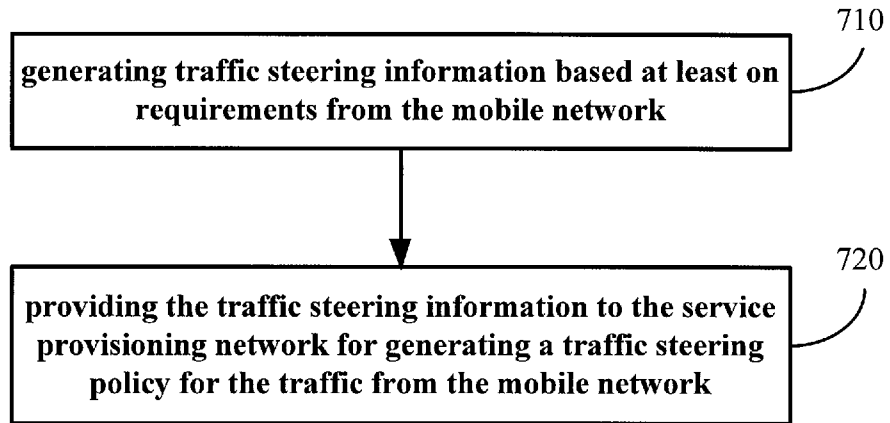 710
generating traffic steering information based at least on
requirements from the mobile network
720
providing the traffic steering information to the service
provisioning network for generating a traffic steering
policy for the traffic from the mobile network